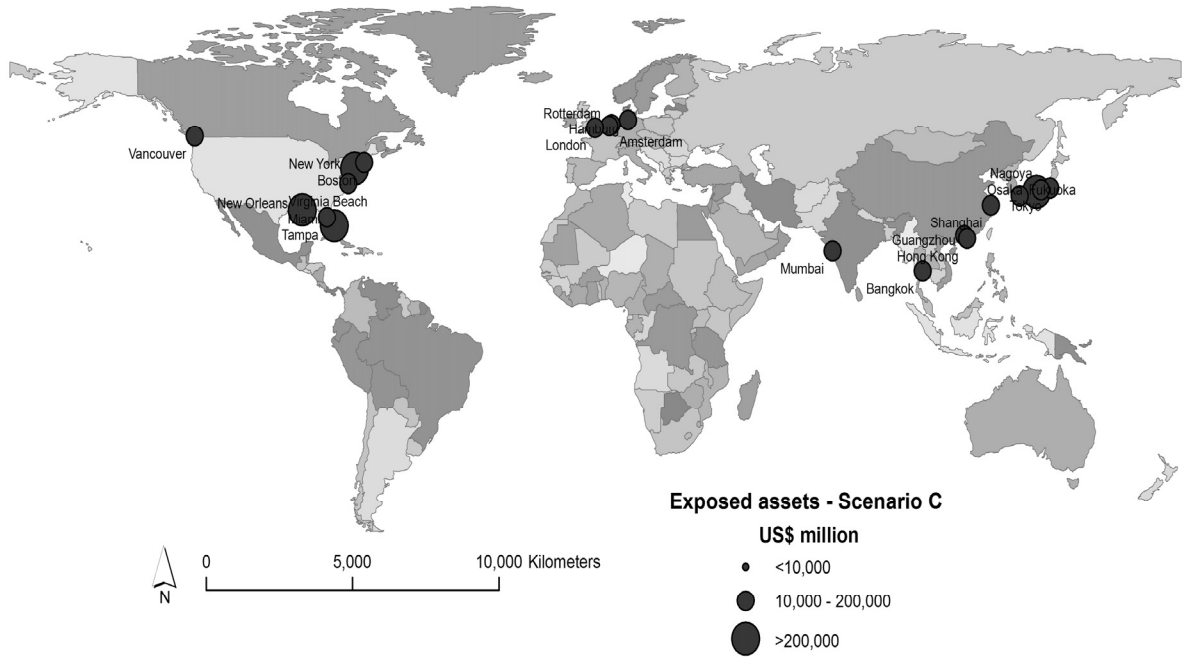 Rotterdam
Hamburg
London
Amsterdam
Vancouver
New York
Boston
New Orleans
Virginia Beach
Miami
Tampa
Nagoya
Osaka
Fukuoka
Tokyo
Shanghai
Guangzhou
Hong Kong
Mumbai
Bangkok
Exposed assets - Scenario C
US$ million
<10,000
10,000 - 200,000
>200,000
0 5,000 10,000 Kilometers
N